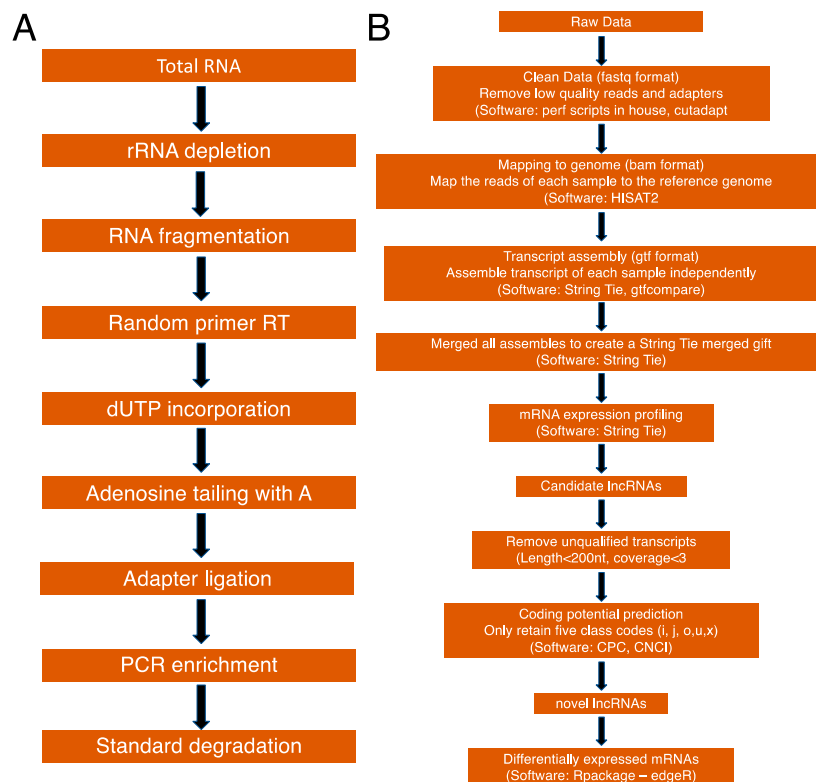 A
Total RNA
rRNA depletion
RNA fragmentation
Random primer RT
dUTP incorporation
Adenosine tailing with A
Adapter ligation
PCR enrichment
Standard degradation
B
Raw Data
Clean Data (fastq format)
Remove low quality reads and adapters
(Software: perf scripts in house, cutadapt
Mapping to genome (bam format)
Map the reads of each sample to the reference genome
(Software: HISAT2
Transcript assembly (gtf format)
Assemble transcript of each sample independently
(Software: String Tie, gtfcompare)
Merged all assembles to create a String Tie merged gift
(Software: String Tie)
mRNA expression profiling
(Software: String Tie)
Candidate lncRNAs
Remove unqualified transcripts
(Length<200nt, coverage<3
Coding potential prediction
Only retain five class codes (i, j, o,u,x)
(Software: CPC, CNCI)
novel lncRNAs
Differentially expressed mRNAs
(Software: Rpackage – edgeR)